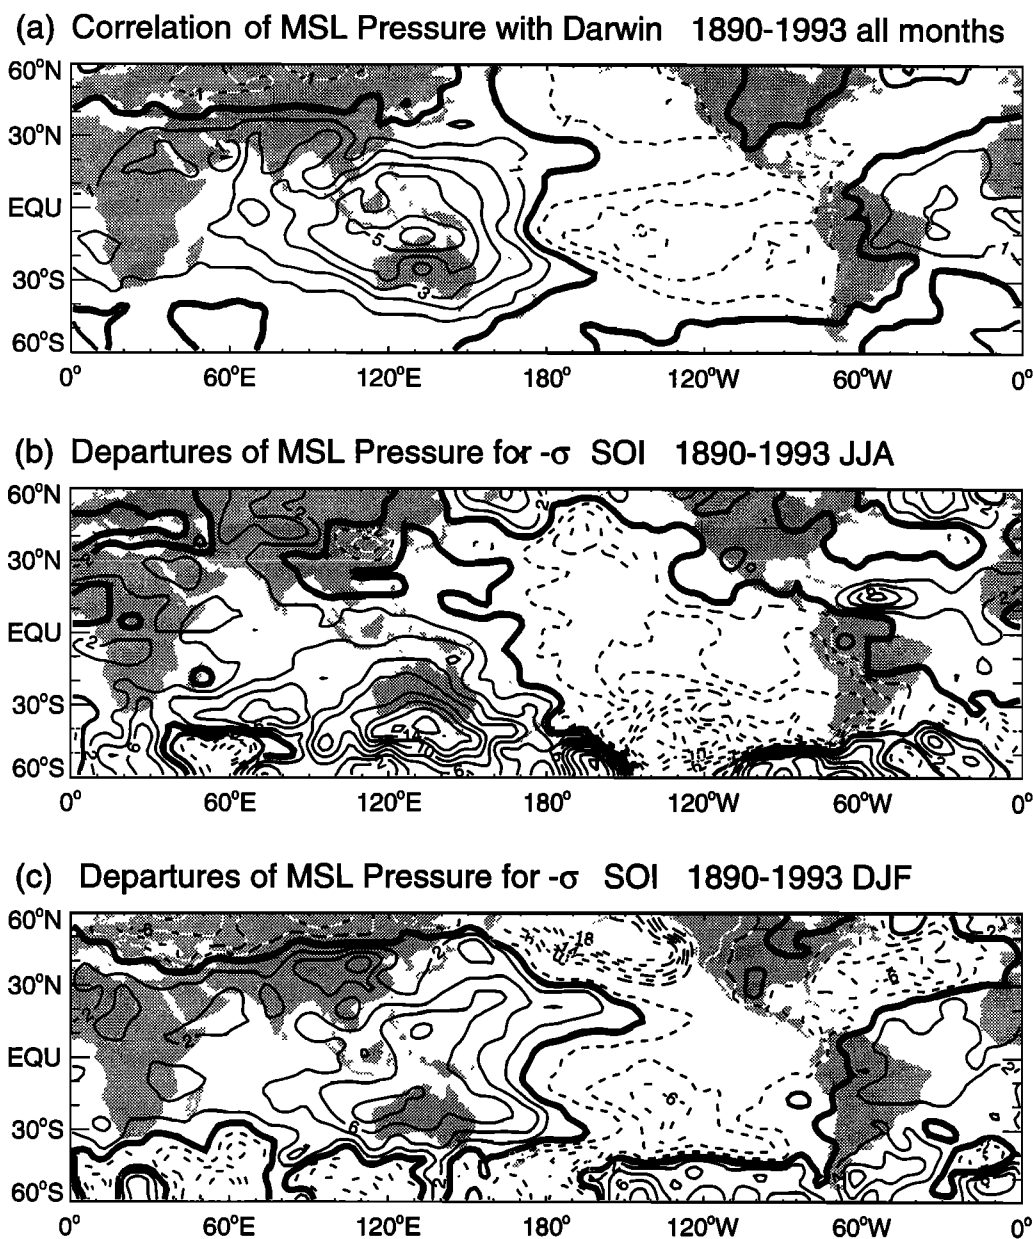 (a) Correlation of MSL Pressure with Darwin 1890-1993 all months
60°N
30°N
EQU
30°S
60°S
0° 60°E 120°E 180° 120°W 60°W 0°
(b) Departures of MSL Pressure for -σ SOI 1890-1993 JJA
60°N
30°N
EQU
30°S
60°S
0° 60°E 120°E 180° 120°W 60°W 0°
(c) Departures of MSL Pressure for -σ SOI 1890-1993 DJF
60°N
30°N
EQU
30°S
60°S
0° 60°E 120°E 180° 120°W 60°W 0°